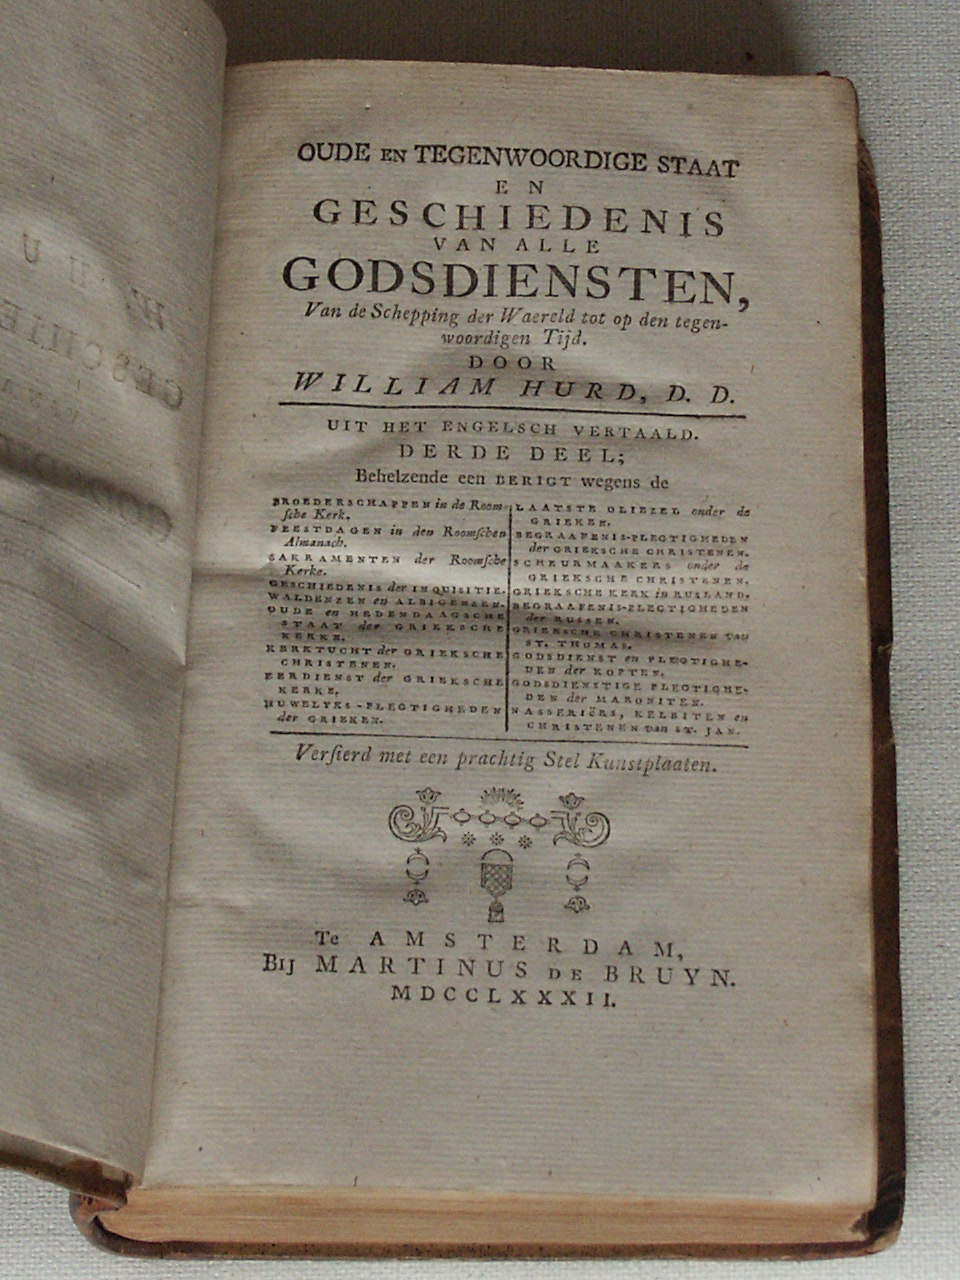 OUDE EN TEGENWOORDIGE STAAT
EN
GESCHIEDENIS
VAN ALLE
GODSDIENSTEN,
Van de Schepping der Waereld tot op den tegen-
woordigen Tijd.
DOOR
WILLIAM HURD, D. D.
UIT HET ENGELSCH VERTAALD.
DERDE DEEL;
Behelzende een BERIGT wegens de
BROEDERSCHAPPEN in de Room-
sche Kerk.
FEESTDAGEN in den Roomschen
Almanach.
SAKRAMENTEN der Roomsche
Kerke.
GESCHIEDENIS der INQUISITIE.
WALDENZEN en ALBIGENZEN.
OUDE en HEDENDAAGSCHE
STAAT der GRIEKSCHE
KERKE.
KERKTUCHT der GRIEKSCHE
CHRISTENEN.
EERDIENST der GRIEKSCHE
KERKE.
HUWELYKS-PLEGTIGHEDEN
der GRIEKEN.
LAATSTE OLIEZEL onder de
GRIEKEN.
BEGRAAFENIS-PLEGTIGHEDEN
der GRIEKSCHE CHRISTENEN.
SCHEURMAAKERS onder de
GRIEKSCHE CHRISTENEN.
GRIEKSCHE KERK in RUSLAND.
BEGRAAFENIS-PLEGTIGHEDEN
der RUSSEN.
GRIEKSCHE CHRISTENEN van
ST. THOMAS.
GODSDIENST en PLEGTIGHE-
DEN der KOPTEN.
GODSDIENSTIGE PLEGTIGHE-
DEN der MARONITEN.
NASSERIËRS, KELBITEN en
CHRISTENEN van ST. JAN.
Versierd met een prachtig Stel Kunstplaaten.
Te AMSTERDAM,
BIJ MARTINUS DE BRUYN.
MDCCLXXXII.